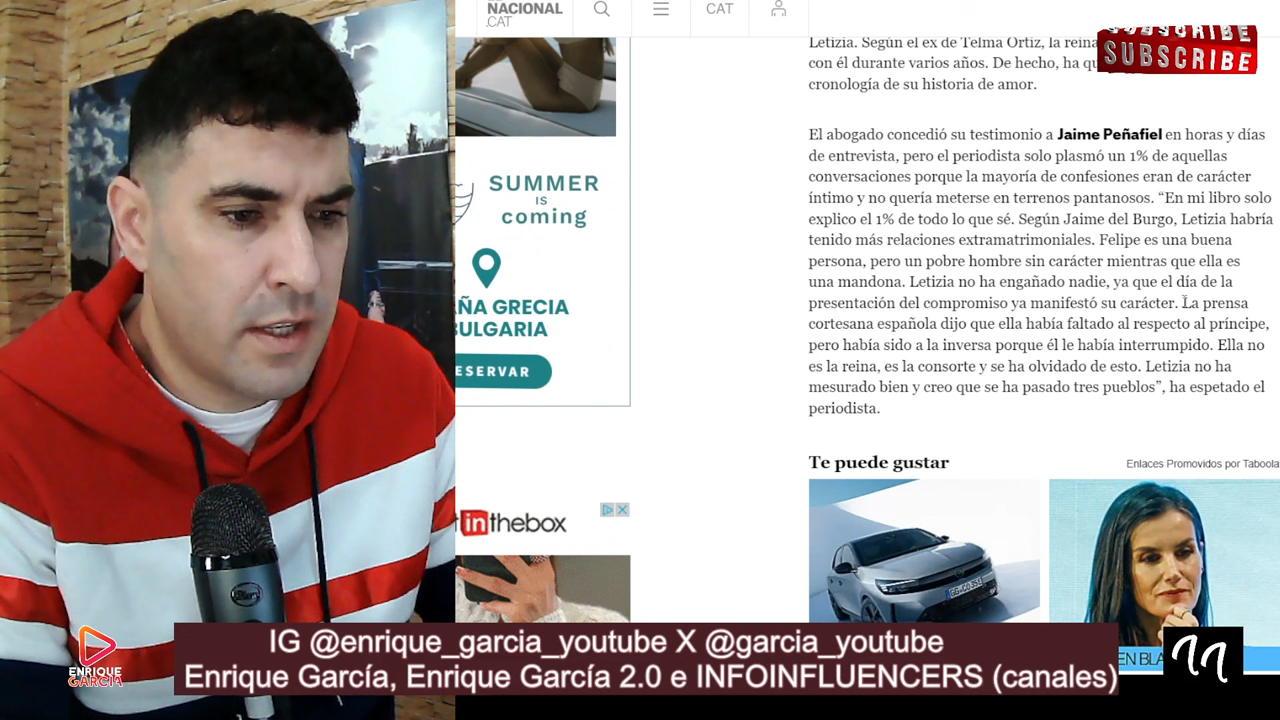 NACIONAL
.CAT
CAT
SUBSCRIBE
SUBSCRIBE
Letizia. Según el ex de Telma Ortiz, la reina
con él durante varios años. De hecho, ha
cronología de su historia de amor.
El abogado concedió su testimonio a Jaime Peñafiel en horas y días
de entrevista, pero el periodista solo plasmó un 1% de aquellas
conversaciones porque la mayoría de confesiones eran de carácter
íntimo y no quería meterse en terrenos pantanosos. “En mi libro solo
explico el 1% de todo lo que sé. Según Jaime del Burgo, Letizia habría
tenido más relaciones extramatrimoniales. Felipe es una buena
persona, pero un pobre hombre sin carácter mientras que ella es
una mandona. Letizia no ha engañado nadie, ya que el día de la
presentación del compromiso ya manifestó su carácter. La prensa
cortesana española dijo que ella había faltado al respecto al príncipe,
pero había sido a la inversa porque él le había interrumpido. Ella no
es la reina, es la consorte y se ha olvidado de esto. Letizia no ha
mesurado bien y creo que se ha pasado tres pueblos”, ha espetado el
periodista.
SUMMER
IS
coming
AÑA GRECIA
BULGARIA
ESERVAR
Te puede gustar
Enlaces Promovidos por Taboola
inthebox
EN BLA
IG @enrique_garcia_youtube X @garcia_youtube
Enrique García, Enrique García 2.0 e INFOINFLUENCERS (canales)
ENRIQUE
GARCÍA